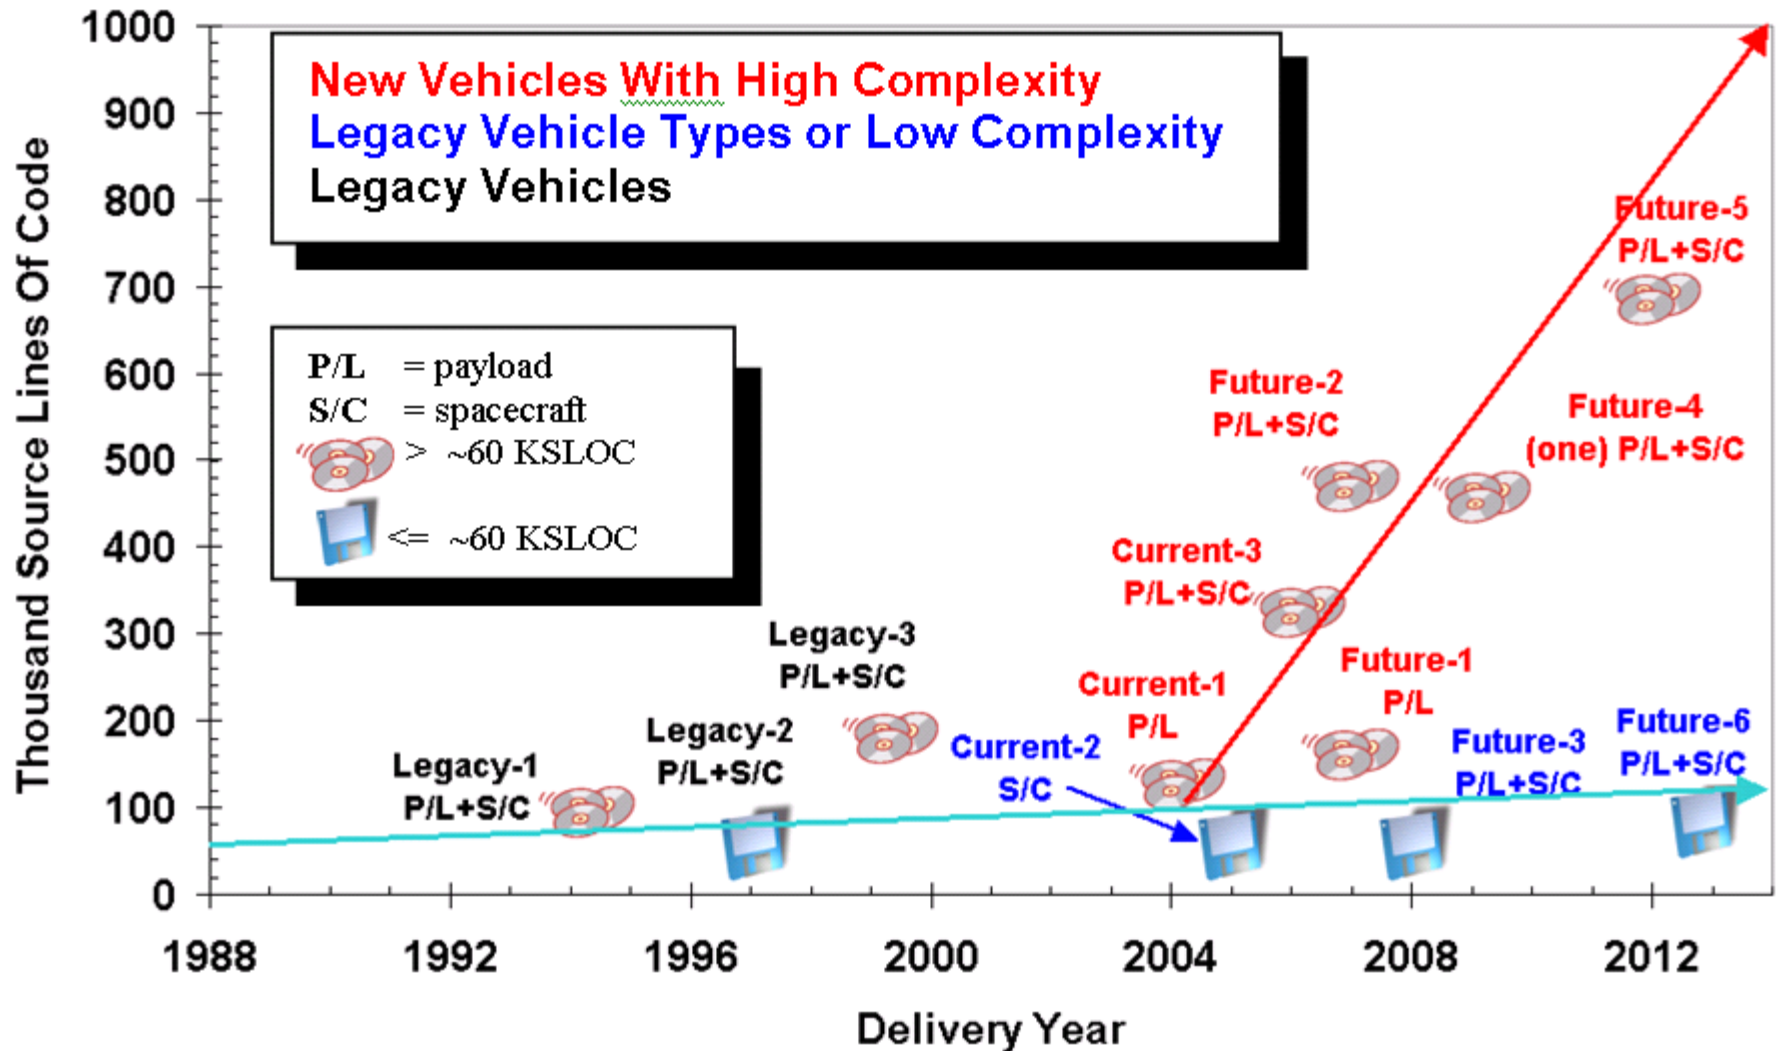 Thousand Source Lines Of Code
1000
900
800
700
600
500
400
300
200
100
0
New Vehicles With High Complexity
Legacy Vehicle Types or Low Complexity
Legacy Vehicles
P/L = payload
S/C = spacecraft
> ~60 KSLOC
<= ~60 KSLOC
Legacy-1
P/L+S/C
Legacy-2
P/L+S/C
Legacy-3
P/L+S/C
Current-2
S/C
Current-1
P/L
Current-3
P/L+S/C
Future-2
P/L+S/C
Future-1
P/L
Future-5
P/L+S/C
Future-4
(one) P/L+S/C
Future-3
P/L+S/C
Future-6
P/L+S/C
1988 1992 1996 2000 2004 2008 2012
Delivery Year